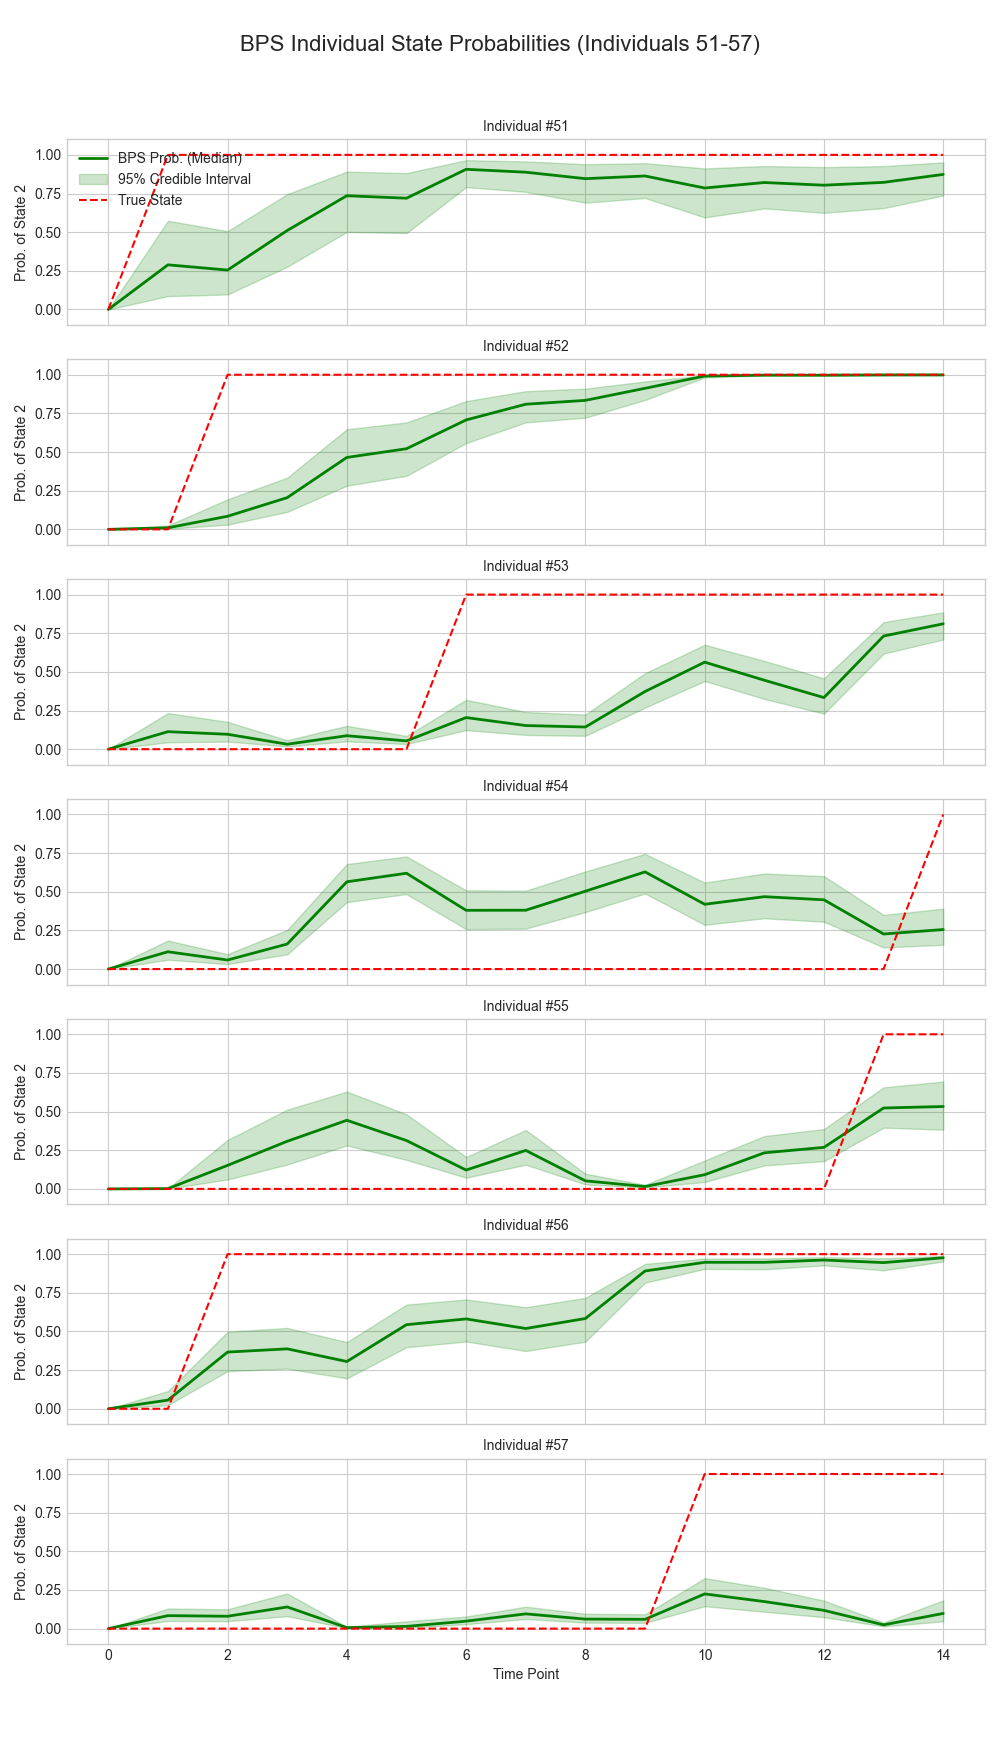 BPS Individual State Probabilities (Individuals 51-57)
Individual #51
BPS Prob. (Median)
95% Credible Interval
True State
1.00
0.75
0.50
0.25
0.00
Prob. of State 2
Individual #52
1.00
0.75
0.50
0.25
0.00
Prob. of State 2
Individual #53
1.00
0.75
0.50
0.25
0.00
Prob. of State 2
Individual #54
1.00
0.75
0.50
0.25
0.00
Prob. of State 2
Individual #55
1.00
0.75
0.50
0.25
0.00
Prob. of State 2
Individual #56
1.00
0.75
0.50
0.25
0.00
Prob. of State 2
Individual #57
1.00
0.75
0.50
0.25
0.00
Prob. of State 2
0 2 4 6 8 10 12 14
Time Point